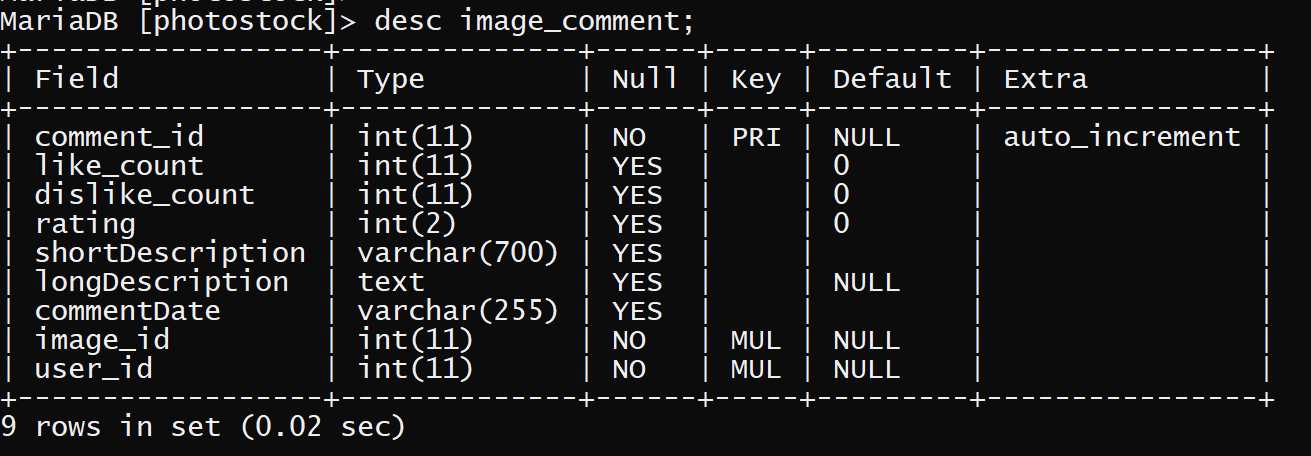 MariaDB [photostock]>
MariaDB [photostock]> desc image_comment;
+------------------+--------------+------+-----+---------+----------------+
| Field            | Type         | Null | Key | Default | Extra          |
+------------------+--------------+------+-----+---------+----------------+
| comment_id       | int(11)      | NO   | PRI | NULL    | auto_increment |
| like_count       | int(11)      | YES  |     | 0       |                |
| dislike_count    | int(11)      | YES  |     | 0       |                |
| rating           | int(2)       | YES  |     | 0       |                |
| shortDescription | varchar(700) | YES  |     |         |                |
| longDescription  | text         | YES  |     | NULL    |                |
| commentDate      | varchar(255) | YES  |     |         |                |
| image_id         | int(11)      | NO   | MUL | NULL    |                |
| user_id          | int(11)      | NO   | MUL | NULL    |                |
+------------------+--------------+------+-----+---------+----------------+
9 rows in set (0.02 sec)